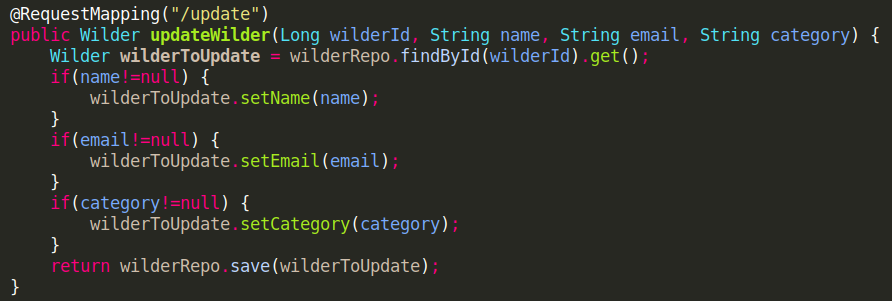 @RequestMapping("/update")
public Wilder updateWilder(Long wilderId, String name, String email, String category) {
    Wilder wilderToUpdate = wilderRepo.findById(wilderId).get();
    if(name!=null) {
        wilderToUpdate.setName(name);
    }
    if(email!=null) {
        wilderToUpdate.setEmail(email);
    }
    if(category!=null) {
        wilderToUpdate.setCategory(category);
    }
    return wilderRepo.save(wilderToUpdate);
}